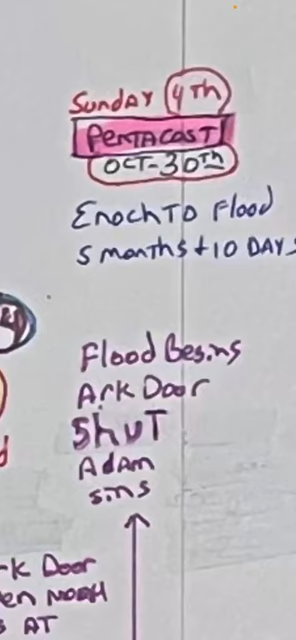 Sunday 4Th
PENTACOST
OCT-30Th
Enoch To Flood
5 months + 10 DAYS
Flood Begins
Ark Door
Shut
Adam
sins
Door
NOAH
AT